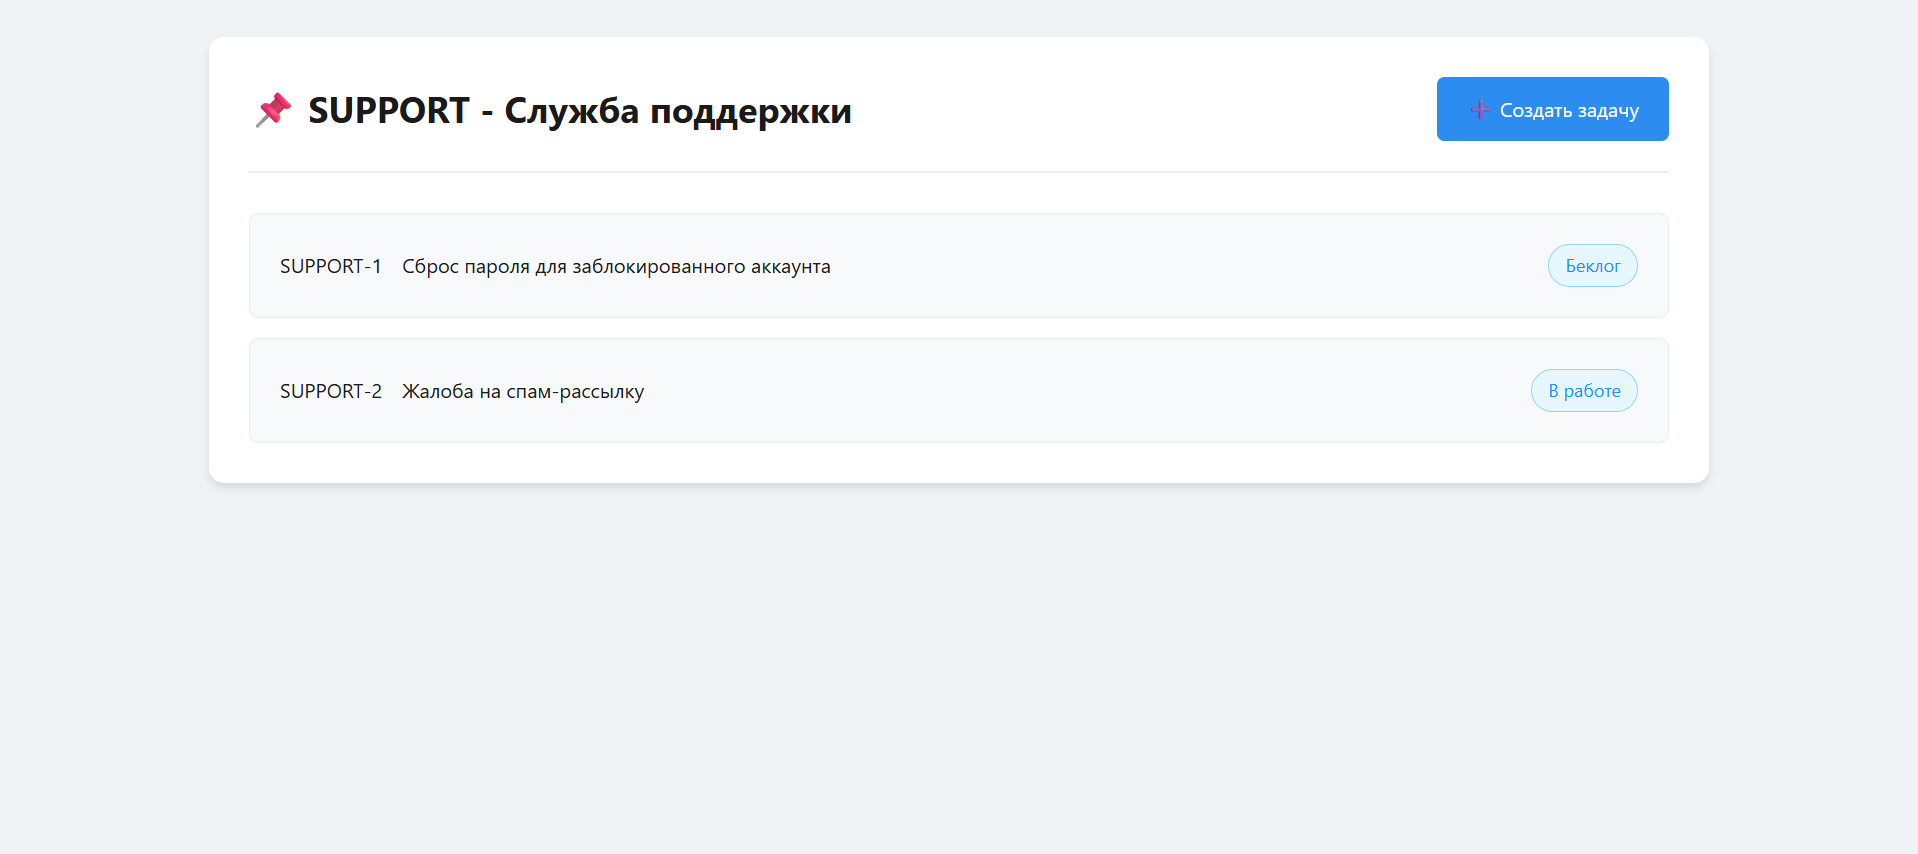 SUPPORT - Служба поддержки
Создать задачу
SUPPORT-1 Сброс пароля для заблокированного аккаунта Беклог
SUPPORT-2 Жалоба на спам-рассылку В работе